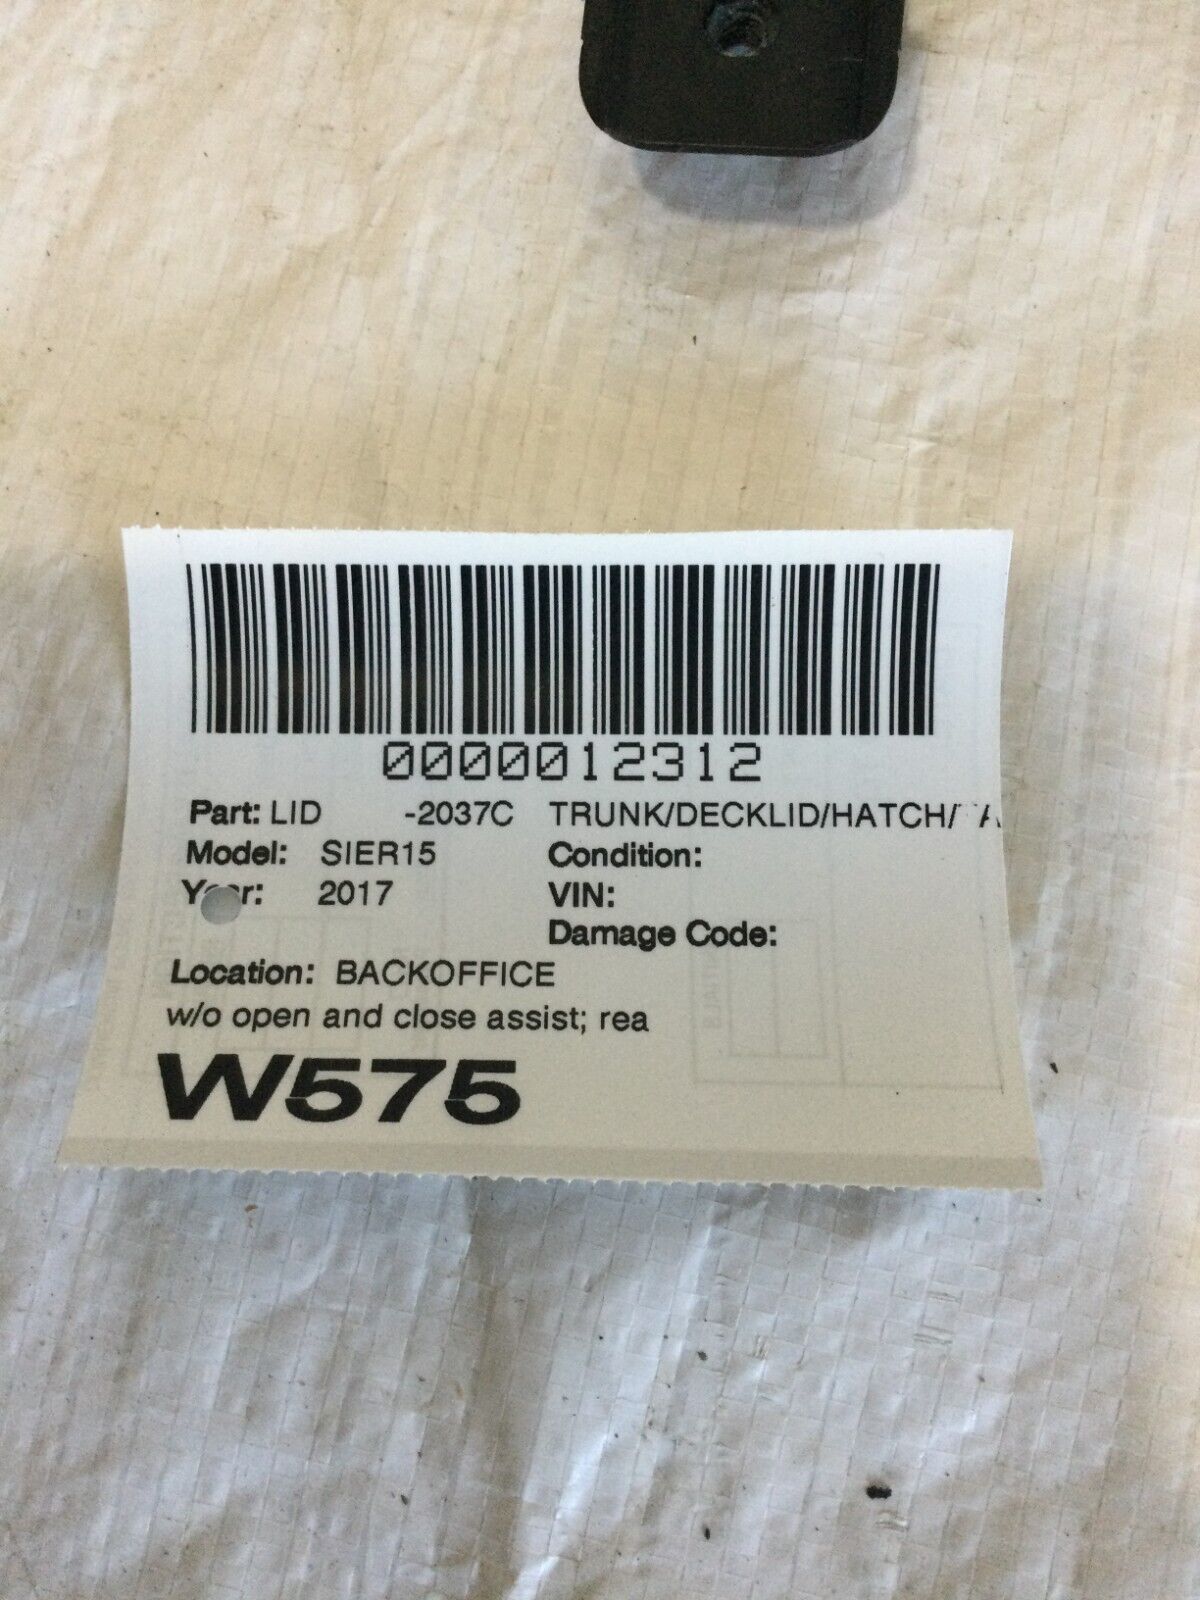 0000012312
Part: LID -2037C TRUNK/DECKLID/HATCH/
Model: SIER15 Condition:
Year: 2017 VIN:
Damage Code:
Location: BACKOFFICE
w/o open and close assist; rea
W575